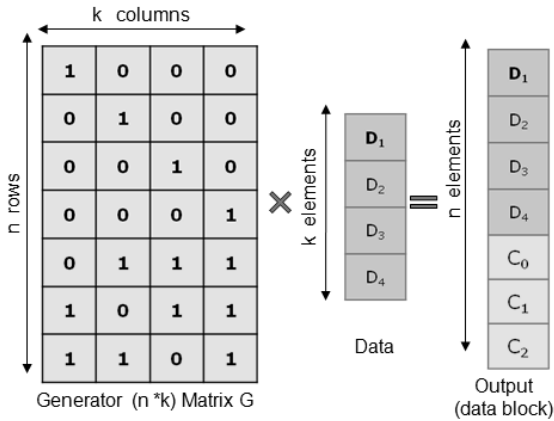 k columns
n rows
1 0 0 0
0 1 0 0
0 0 1 0
0 0 0 1
0 1 1 1
1 0 1 1
1 1 0 1
Generator (n *k) Matrix G
×
k elements
D₁
D₂
D₃
D₄
Data
=
n elements
D₁
D₂
D₃
D₄
C₀
C₁
C₂
Output
(data block)